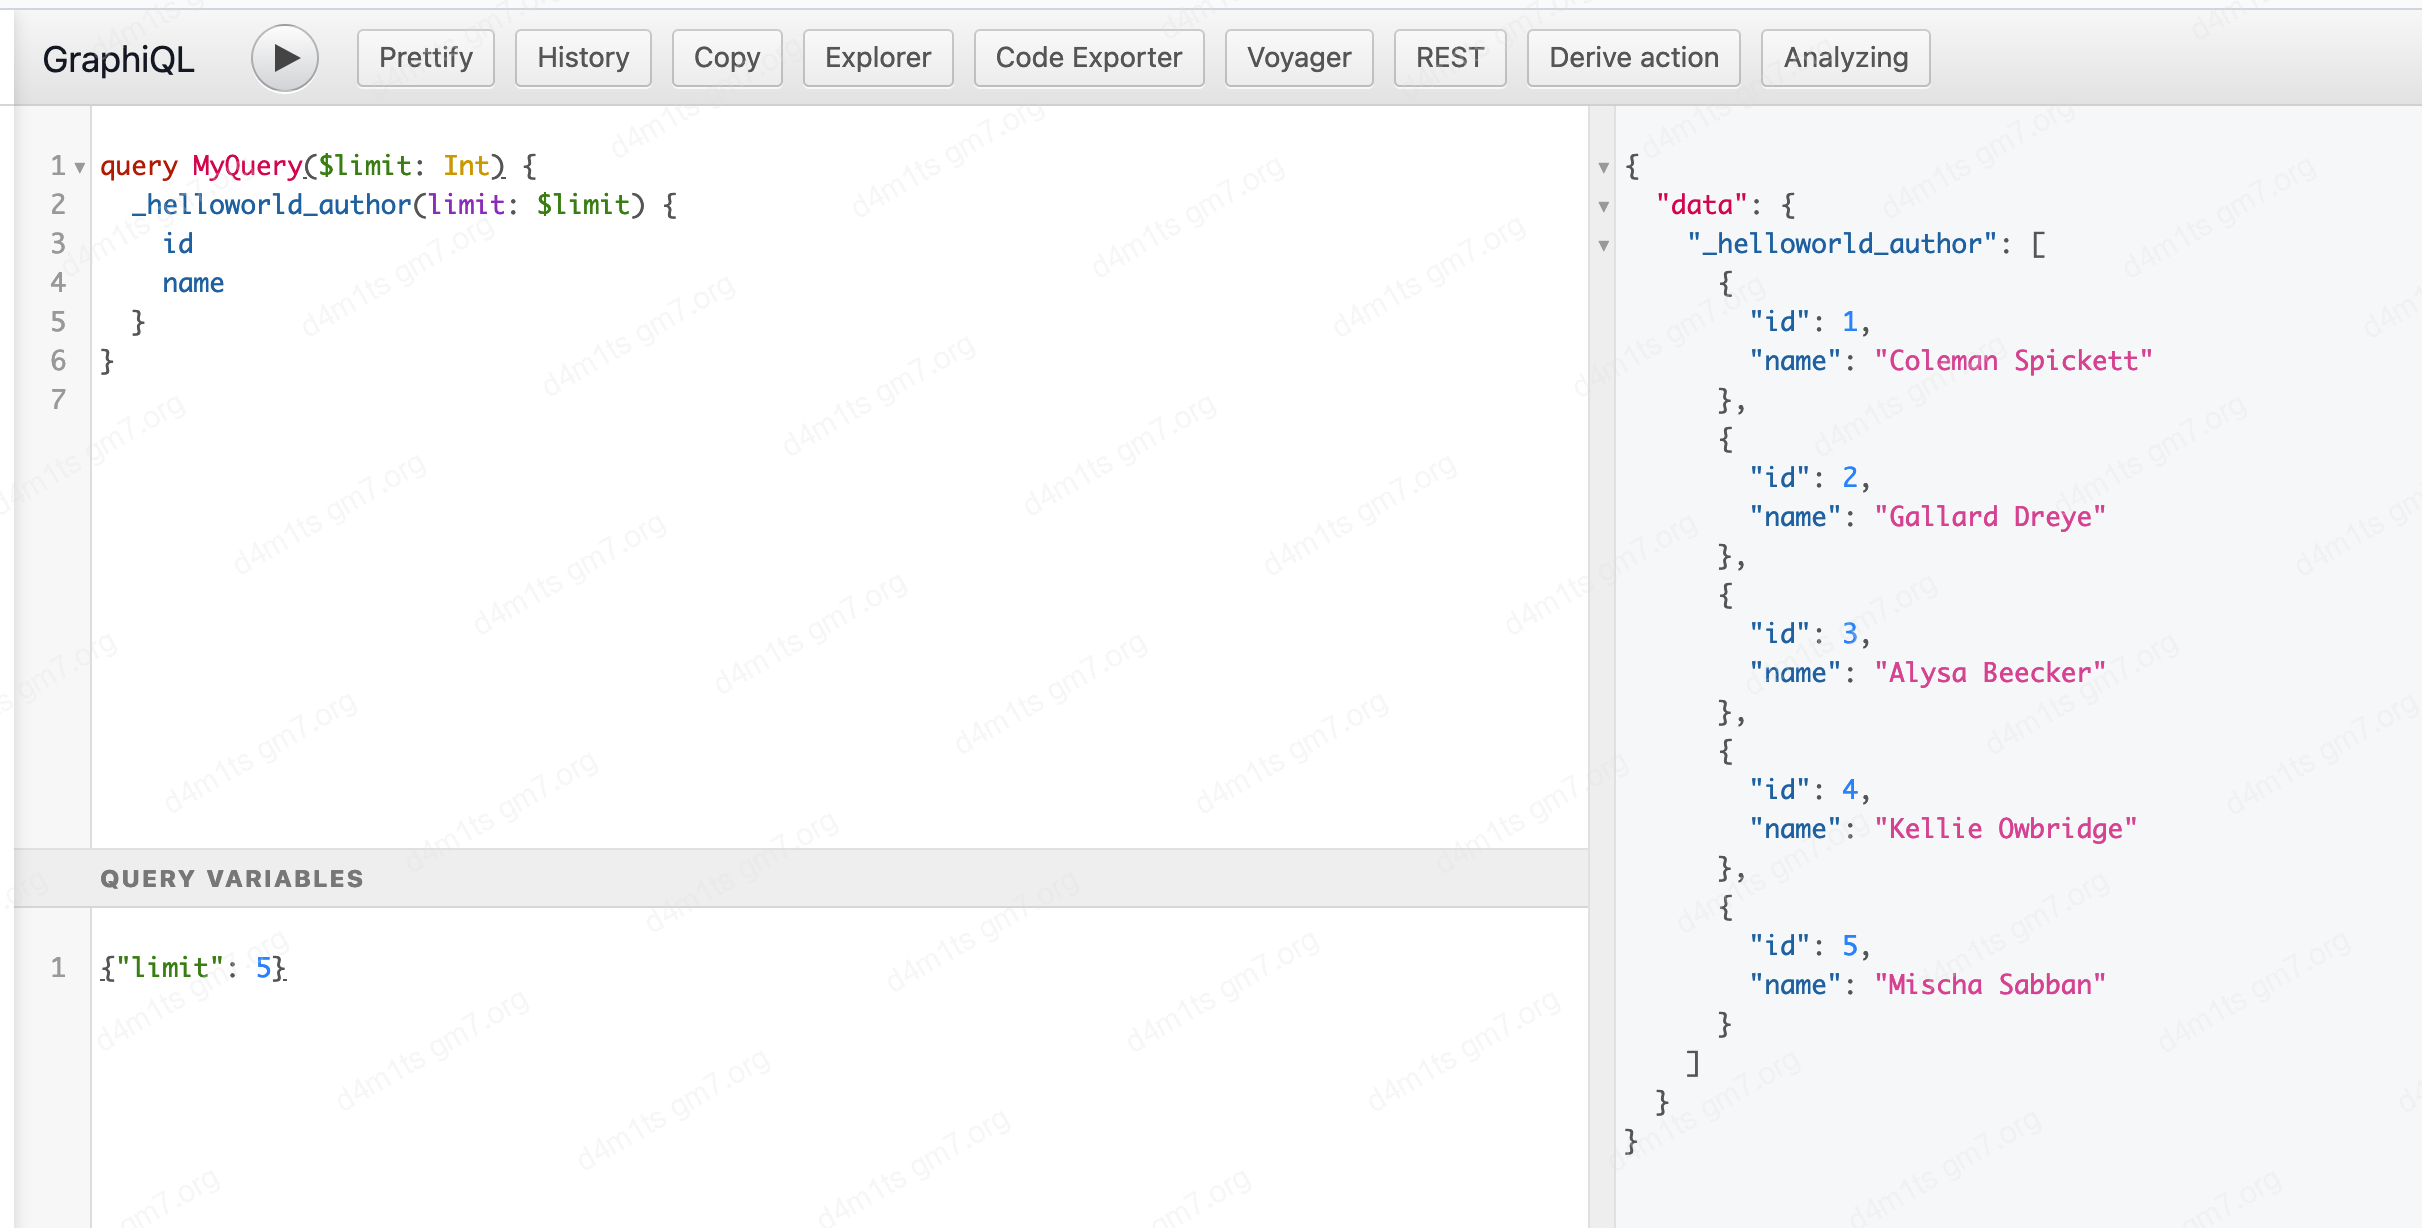 GraphiQL Prettify History Copy Explorer Code Exporter Voyager REST Derive action Analyzing
1 query MyQuery($limit: Int) {
2 _helloworld_author(limit: $limit) {
3 id
4 name
5 }
6 }
7
QUERY VARIABLES
1 {"limit": 5}
{
"data": {
"_helloworld_author": [
{
"id": 1,
"name": "Coleman Spickett"
},
{
"id": 2,
"name": "Gallard Dreye"
},
{
"id": 3,
"name": "Alysa Beecker"
},
{
"id": 4,
"name": "Kellie Owbridge"
},
{
"id": 5,
"name": "Mischa Sabban"
}
]
}
}
d4m1ts gm7.org